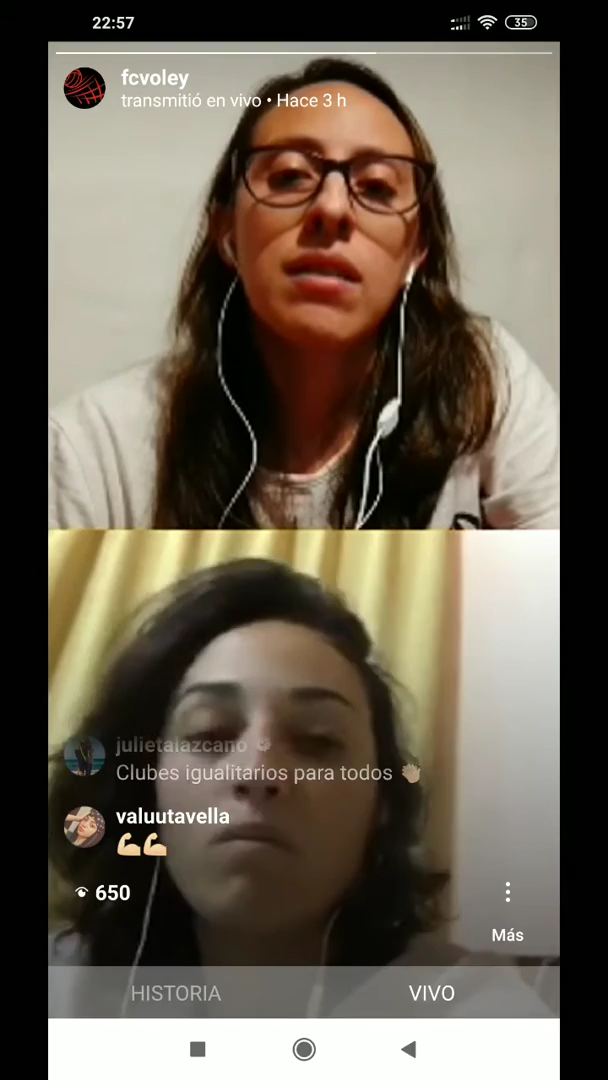 22:57
35
fcvoley
transmitió en vivo • Hace 3 h
julietalazcano
Clubes igualitarios para todos 👏🏼
valuutavella
💪🏼💪🏼
650
Más
HISTORIA
VIVO